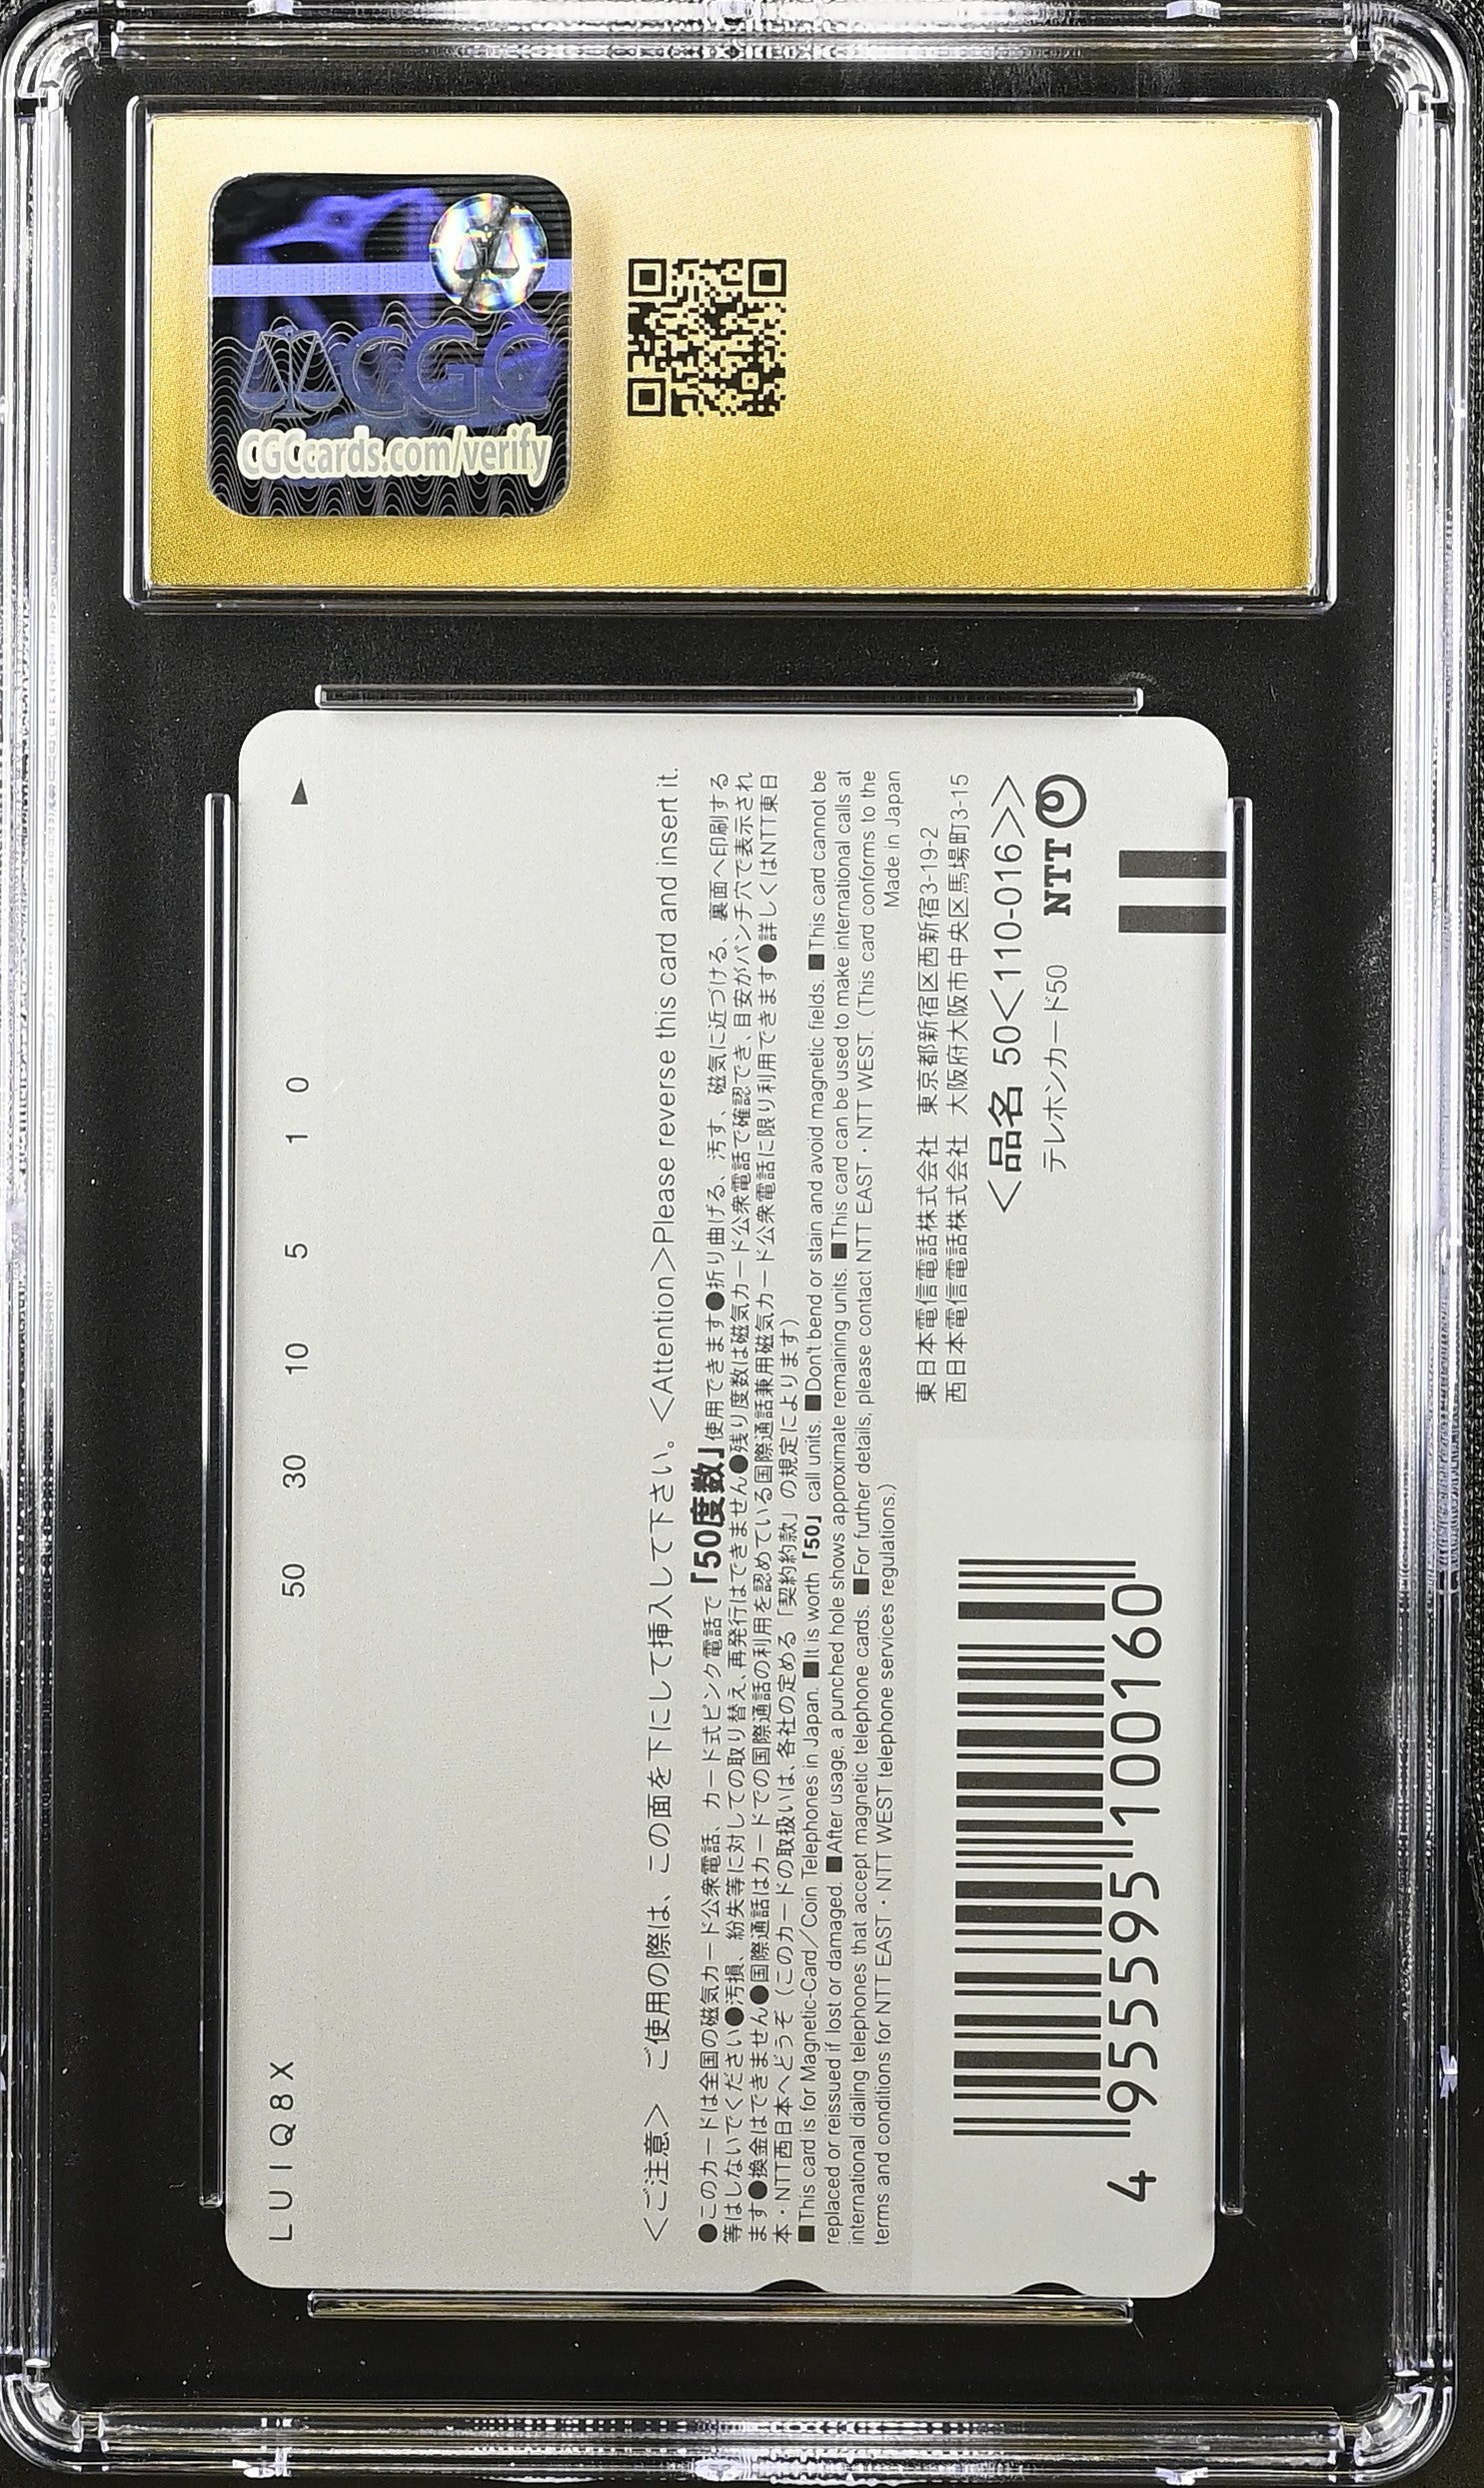 CGC
CGCcards.com/verify
50 30 10 5 1 0
LUIQ8X
<ご注意> ご使用の際は、この面を下にして挿入して下さい。<Attention>Please reverse this card and insert it.
●このカードは全国の磁気カード公衆電話、カード式ピンク電話で「50度数」使用できます●折り曲げる、汚す、磁気に近づける、裏面へ印刷する
等はしないでください●汚損、紛失等に対しての取り替え、再発行はできません●残り度数は磁気カード公衆電話で確認でき、目安がパンチ穴で表示され
ます●換金はできません●国際通話はカードでの国際通話の利用を認めている国際通話兼用磁気カード公衆電話に限り利用できます●詳しくはNTT東日
本・NTT西日本へどうぞ(このカードの取扱いは、各社の定める「契約約款」の規定によります)
■This card is for Magnetic-Card/Coin Telephones in Japan. ■It is worth「50」call units. ■Don't bend or stain and avoid magnetic fields. ■This card cannot be
replaced or reissued if lost or damaged. ■After usage, a punched hole shows approximate remaining units. ■This card can be used to make international calls at
international dialing telephones that accept magnetic telephone cards. ■For further details, please contact NTT EAST・NTT WEST. (This card conforms to the
terms and conditions for NTT EAST・NTT WEST telephone services regulations.)
Made in Japan
東日本電信電話株式会社 東京都新宿区西新宿3-19-2
西日本電信電話株式会社 大阪府大阪市中央区馬場町3-15
<品名 50<110-016>>
テレホンカード50 NTT
4 955595 100160